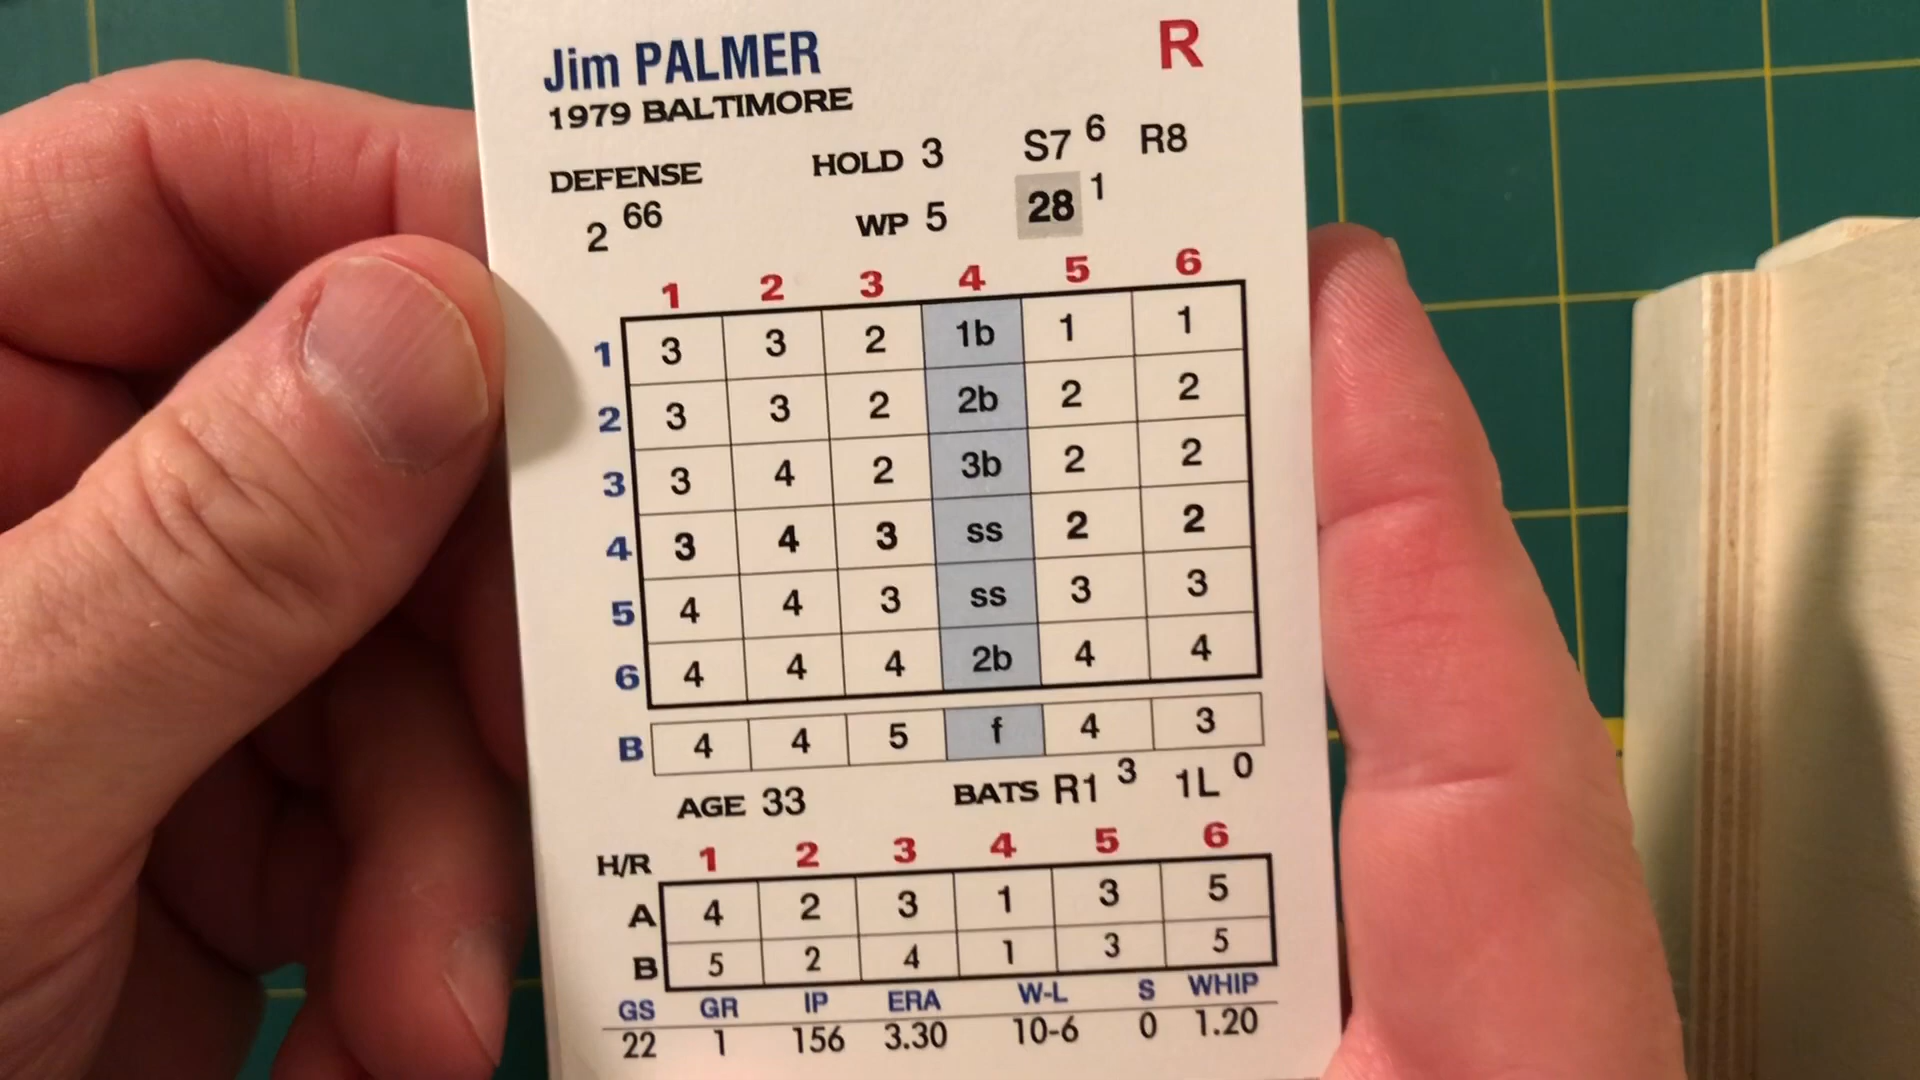 Jim PALMER R
1979 BALTIMORE
DEFENSE HOLD 3 S7 6 R8
2 66 WP 5 28 1
1 2 3 4 5 6
1 3 3 2 1b 1 1
2 3 3 2 2b 2 2
3 3 4 2 3b 2 2
4 3 4 3 ss 2 2
5 4 4 3 ss 3 3
6 4 4 4 2b 4 4
B 4 4 5 f 4 3
AGE 33 BATS R1 3 1L 0
H/R 1 2 3 4 5 6
A 4 2 3 1 3 5
B 5 2 4 1 3 5
GS GR IP ERA W-L S WHIP
22 1 156 3.30 10-6 0 1.20